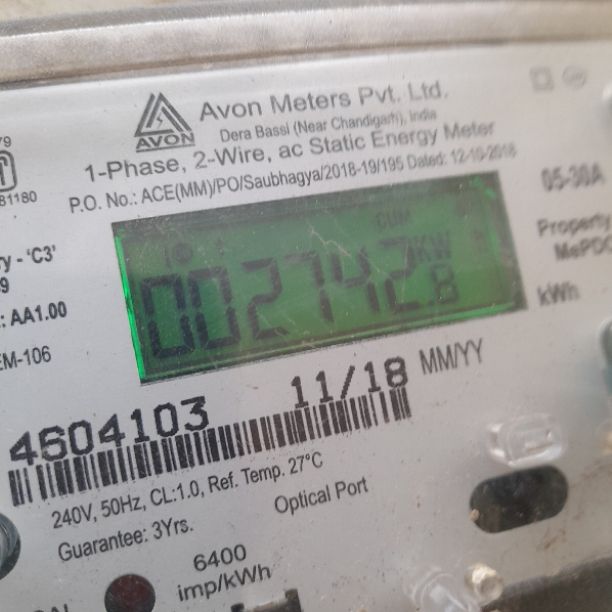 Avon Meters Pvt. Ltd.
Dera Bassi (Near Chandigarh), India
AVON
1-Phase, 2-Wire, ac Static Energy Meter
P.O. No.: ACE(MM)/PO/Saubhagya/2018-19/195 Dated: 12-10-2018
81180
05-30A
Property
y - 'C3'
9
CUM
KW
002742.8
kWh
: AA1.00
EM-106
11/18 MM/YY
4604103
240V, 50Hz, CL:1.0, Ref. Temp. 27°C
Optical Port
Guarantee: 3Yrs.
6400
imp/kWh